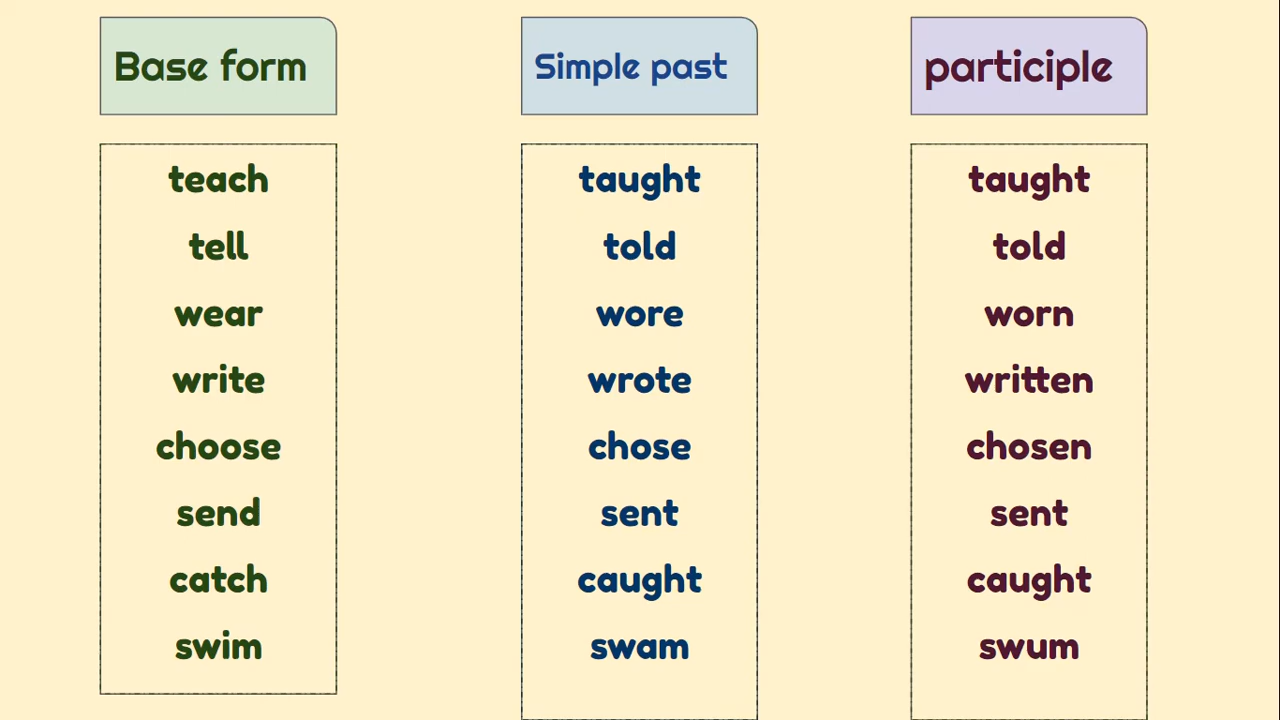 Base form
Simple past
participle
teach
taught
taught
tell
told
told
wear
wore
worn
write
wrote
written
choose
chose
chosen
send
sent
sent
catch
caught
caught
swim
swam
swum